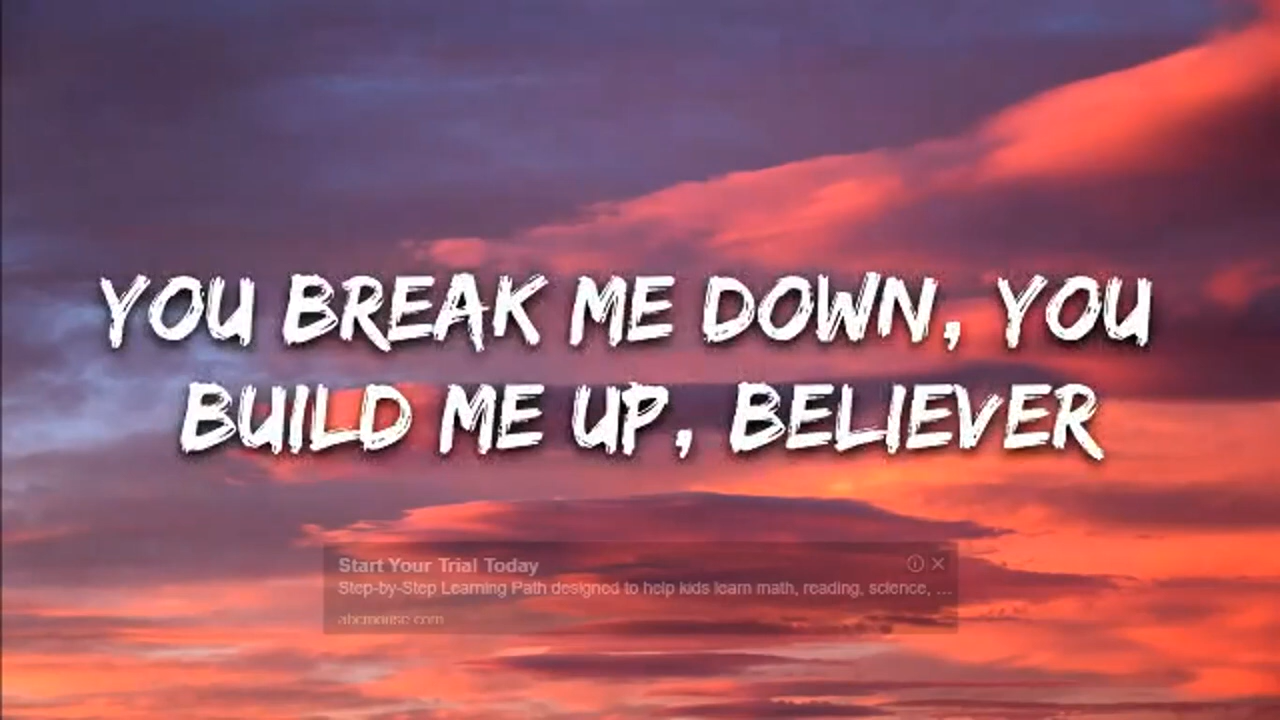 YOU BREAK ME DOWN, YOU
BUILD ME UP, BELIEVER
Start Your Trial Today
Step-by-Step Learning Path designed to help kids learn math, reading, science, ...
abcmouse.com